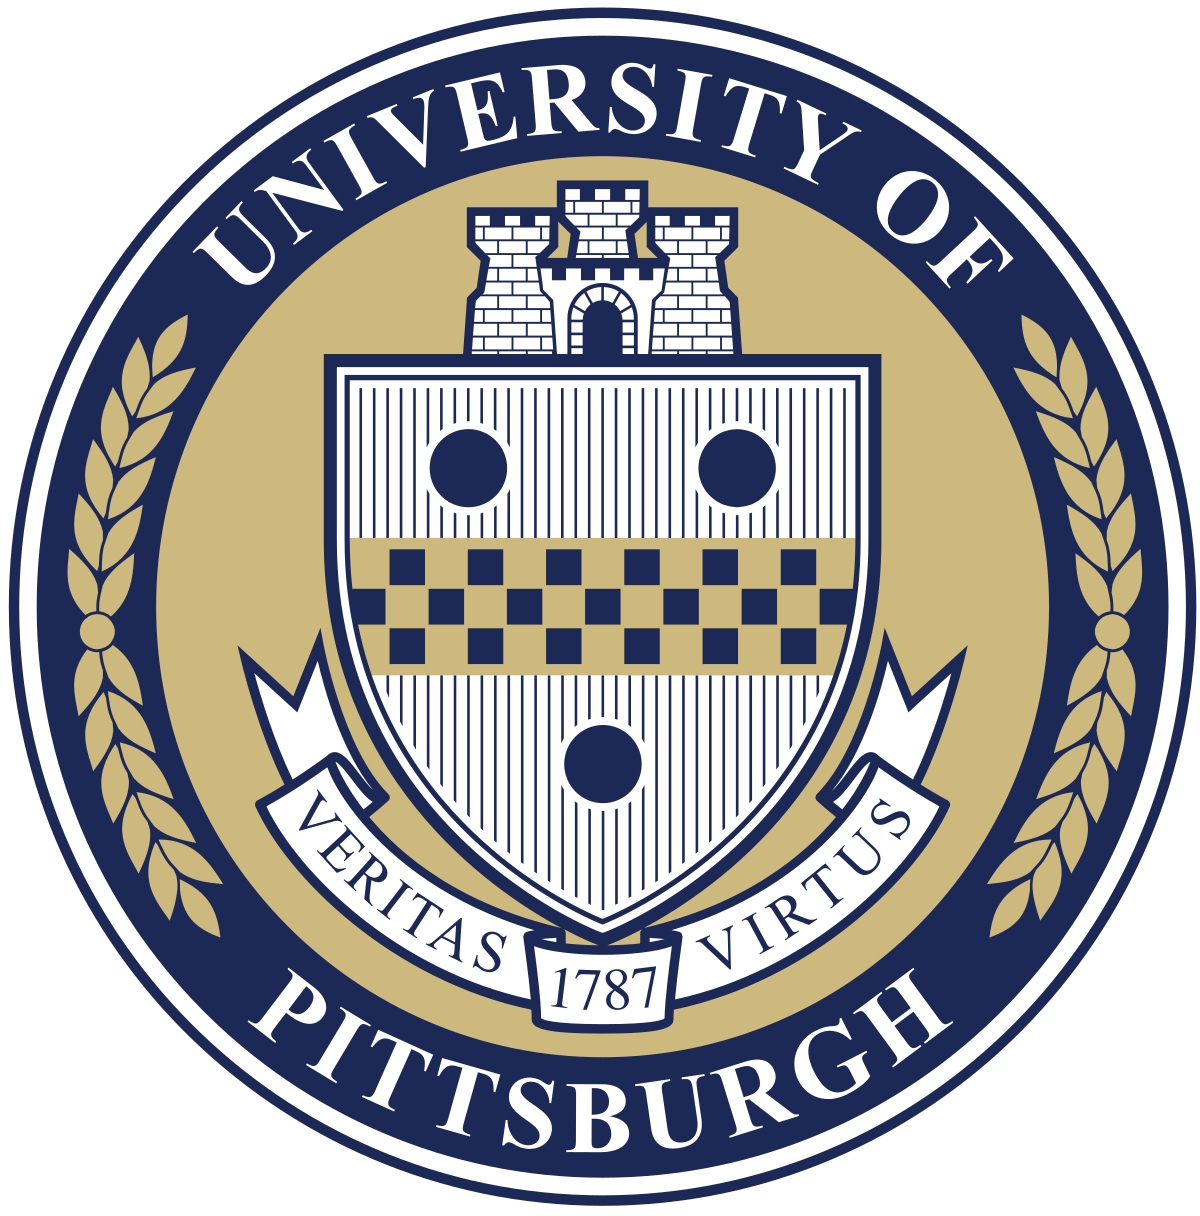 UNIVERSITY OF
VERITAS
1787
VIRTUS
PITTSBURGH